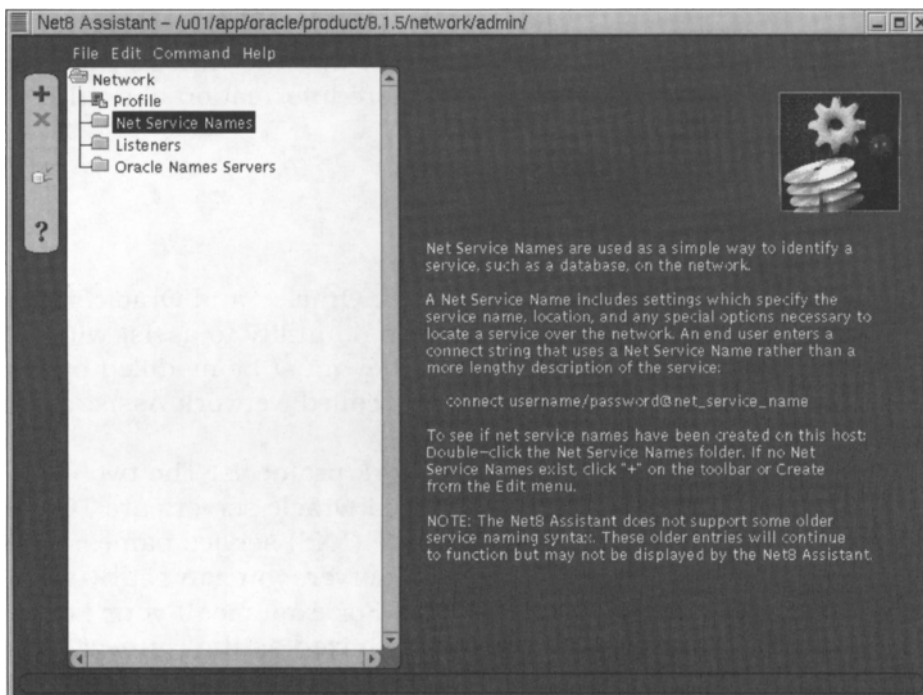 Net8 Assistant – /u01/app/oracle/product/8.1.5/network/admin/
File Edit Command Help
Network
Profile
Net Service Names
Listeners
Oracle Names Servers
?
Net Service Names are used as a simple way to identify a
service, such as a database, on the network.
A Net Service Name includes settings which specify the
service name, location, and any special options necessary to
locate a service over the network. An end user enters a
connect string that uses a Net Service Name rather than a
more lengthy description of the service:
connect username/password@net_service_name
To see if net service names have been created on this host:
Double–click the Net Service Names folder. If no Net
Service Names exist, click "+" on the toolbar or Create
from the Edit menu.
NOTE: The Net8 Assistant does not support some older
service naming syntax. These older entries will continue
to function but may not be displayed by the Net8 Assistant.